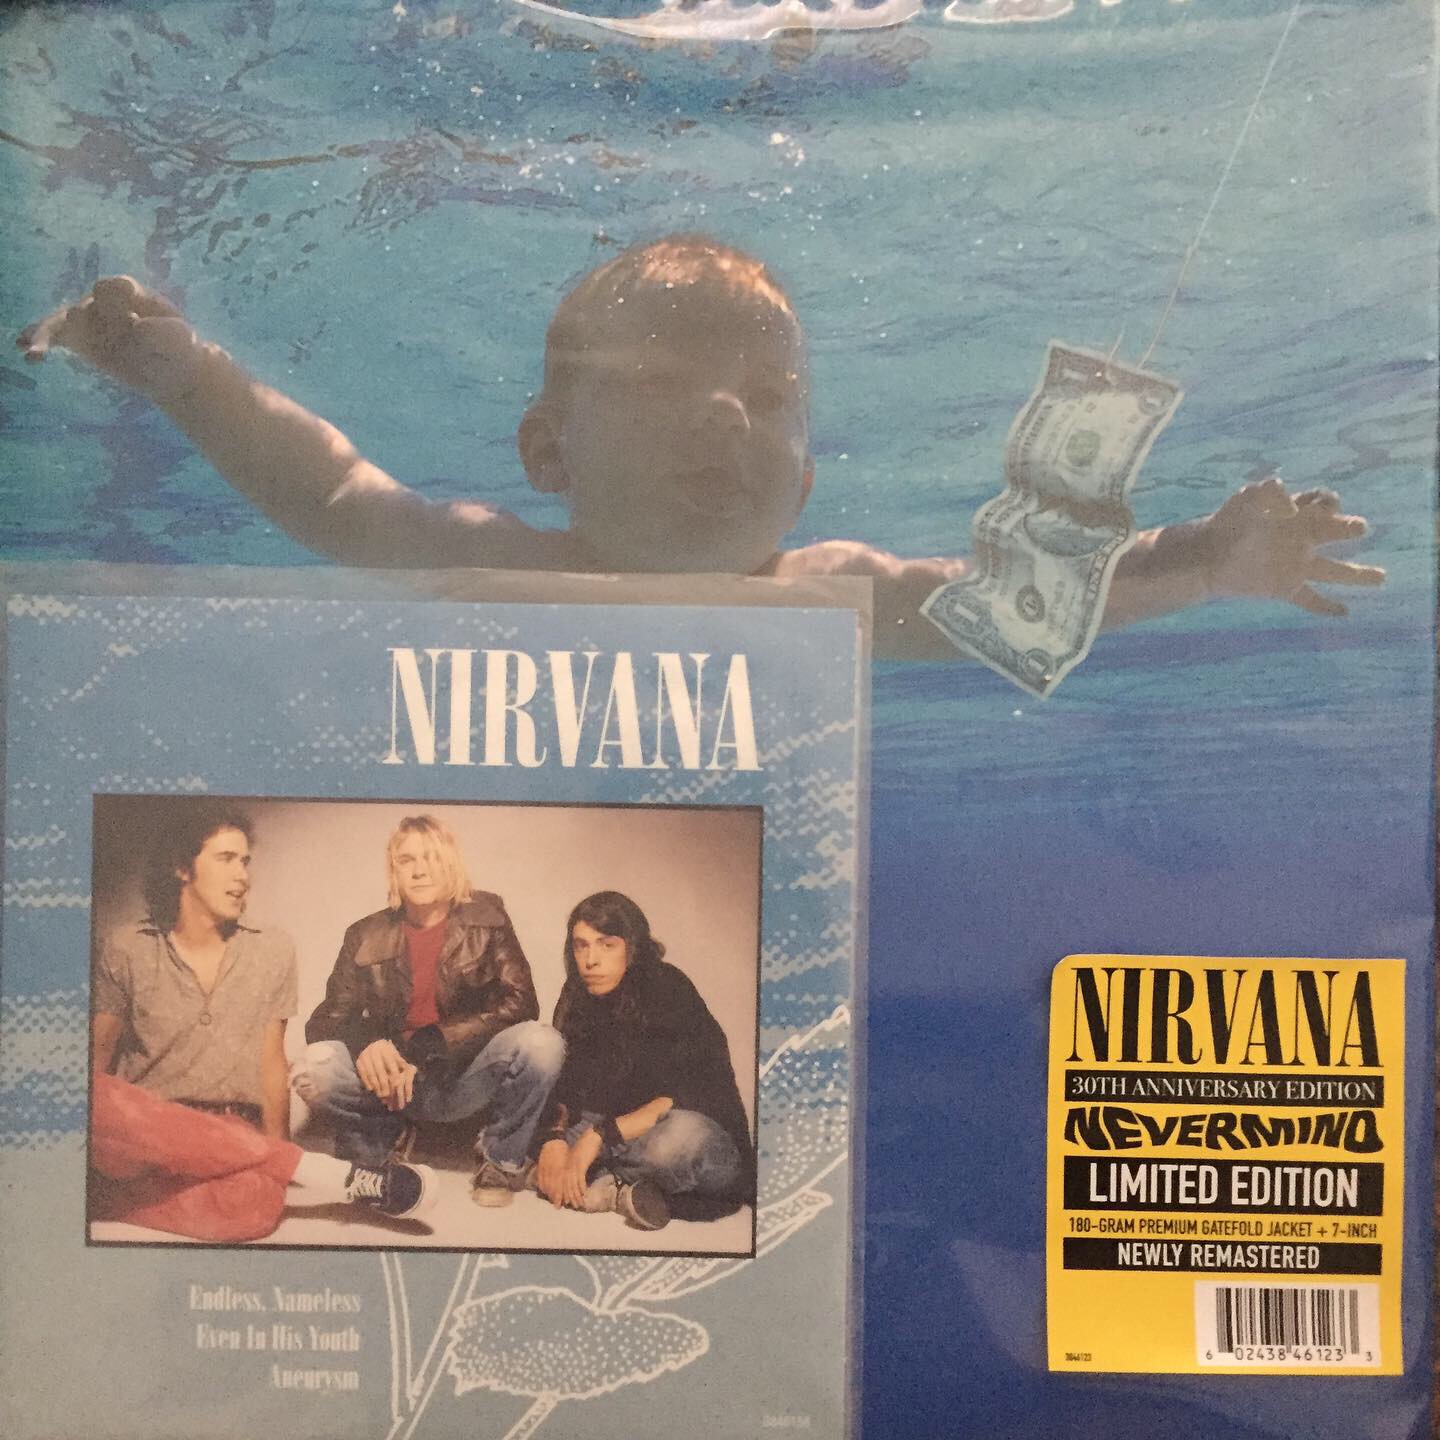 NIRVANA
Endless, Nameless
Even In His Youth
Aneurysm
NIRVANA
30TH ANNIVERSARY EDITION
NEVERMIND
LIMITED EDITION
180-GRAM PREMIUM GATEFOLD JACKET + 7-INCH
NEWLY REMASTERED
3846123
6 02438 46123 3